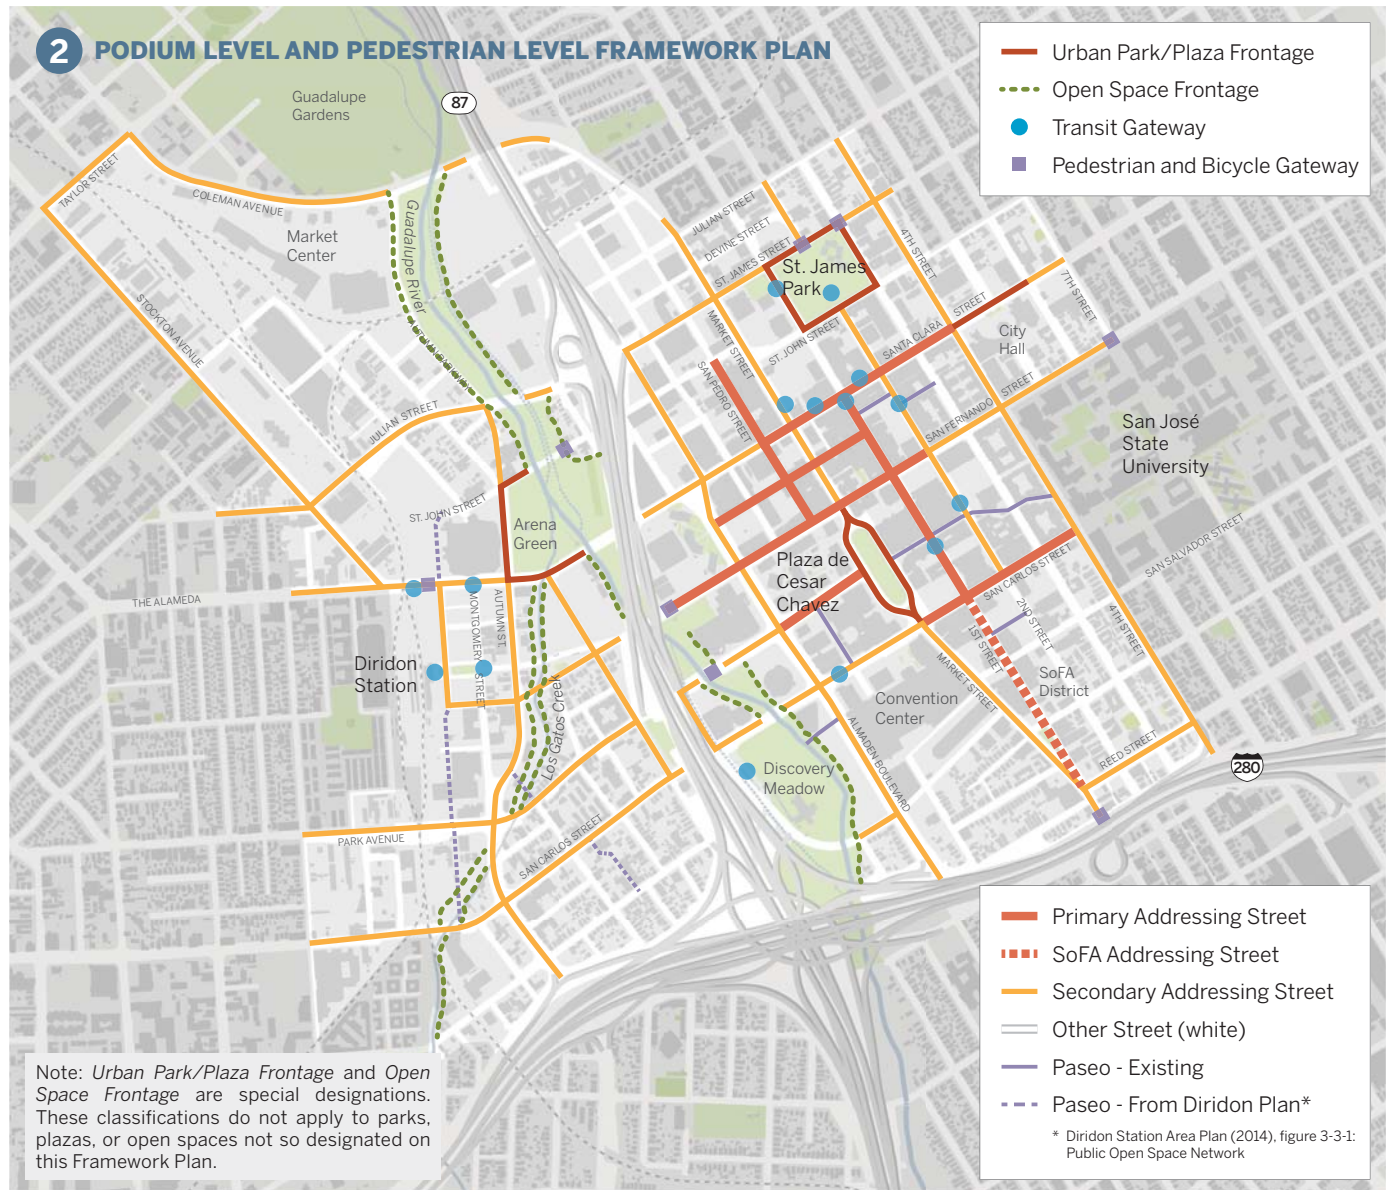 2 PODIUM LEVEL AND PEDESTRIAN LEVEL FRAMEWORK PLAN
Urban Park/Plaza Frontage
Open Space Frontage
Transit Gateway
Pedestrian and Bicycle Gateway
Guadalupe
Gardens
87
TAYLOR STREET
COLEMAN AVENUE
Guadalupe River
Market
Center
STOCKTON AVENUE
JULIAN STREET
DEVINE STREET
ST. JAMES STREET
4TH STREET
St. James
Park
MARKET STREET
ST. JOHN STREET
SANTA CLARA STREET
7TH STREET
City
Hall
SAN PEDRO STREET
SAN FERNANDO STREET
JULIAN STREET
San José
State
University
ST. JOHN STREET
Arena
Green
SAN SALVADOR STREET
Plaza de
Cesar
Chavez
SAN CARLOS STREET
THE ALAMEDA
MONTGOMERY STREET
AUTUMN ST.
1ST STREET
2ND STREET
4TH STREET
Diridon
Station
Los Gatos Creek
MARKET STREET
SoFA
District
Convention
Center
ALMADEN BOULEVARD
REED STREET
280
Discovery
Meadow
PARK AVENUE
SAN CARLOS STREET
Primary Addressing Street
SoFA Addressing Street
Secondary Addressing Street
Other Street (white)
Paseo - Existing
Paseo - From Diridon Plan*
* Diridon Station Area Plan (2014), figure 3-3-1:
Public Open Space Network
Note: Urban Park/Plaza Frontage and Open
Space Frontage are special designations.
These classifications do not apply to parks,
plazas, or open spaces not so designated on
this Framework Plan.